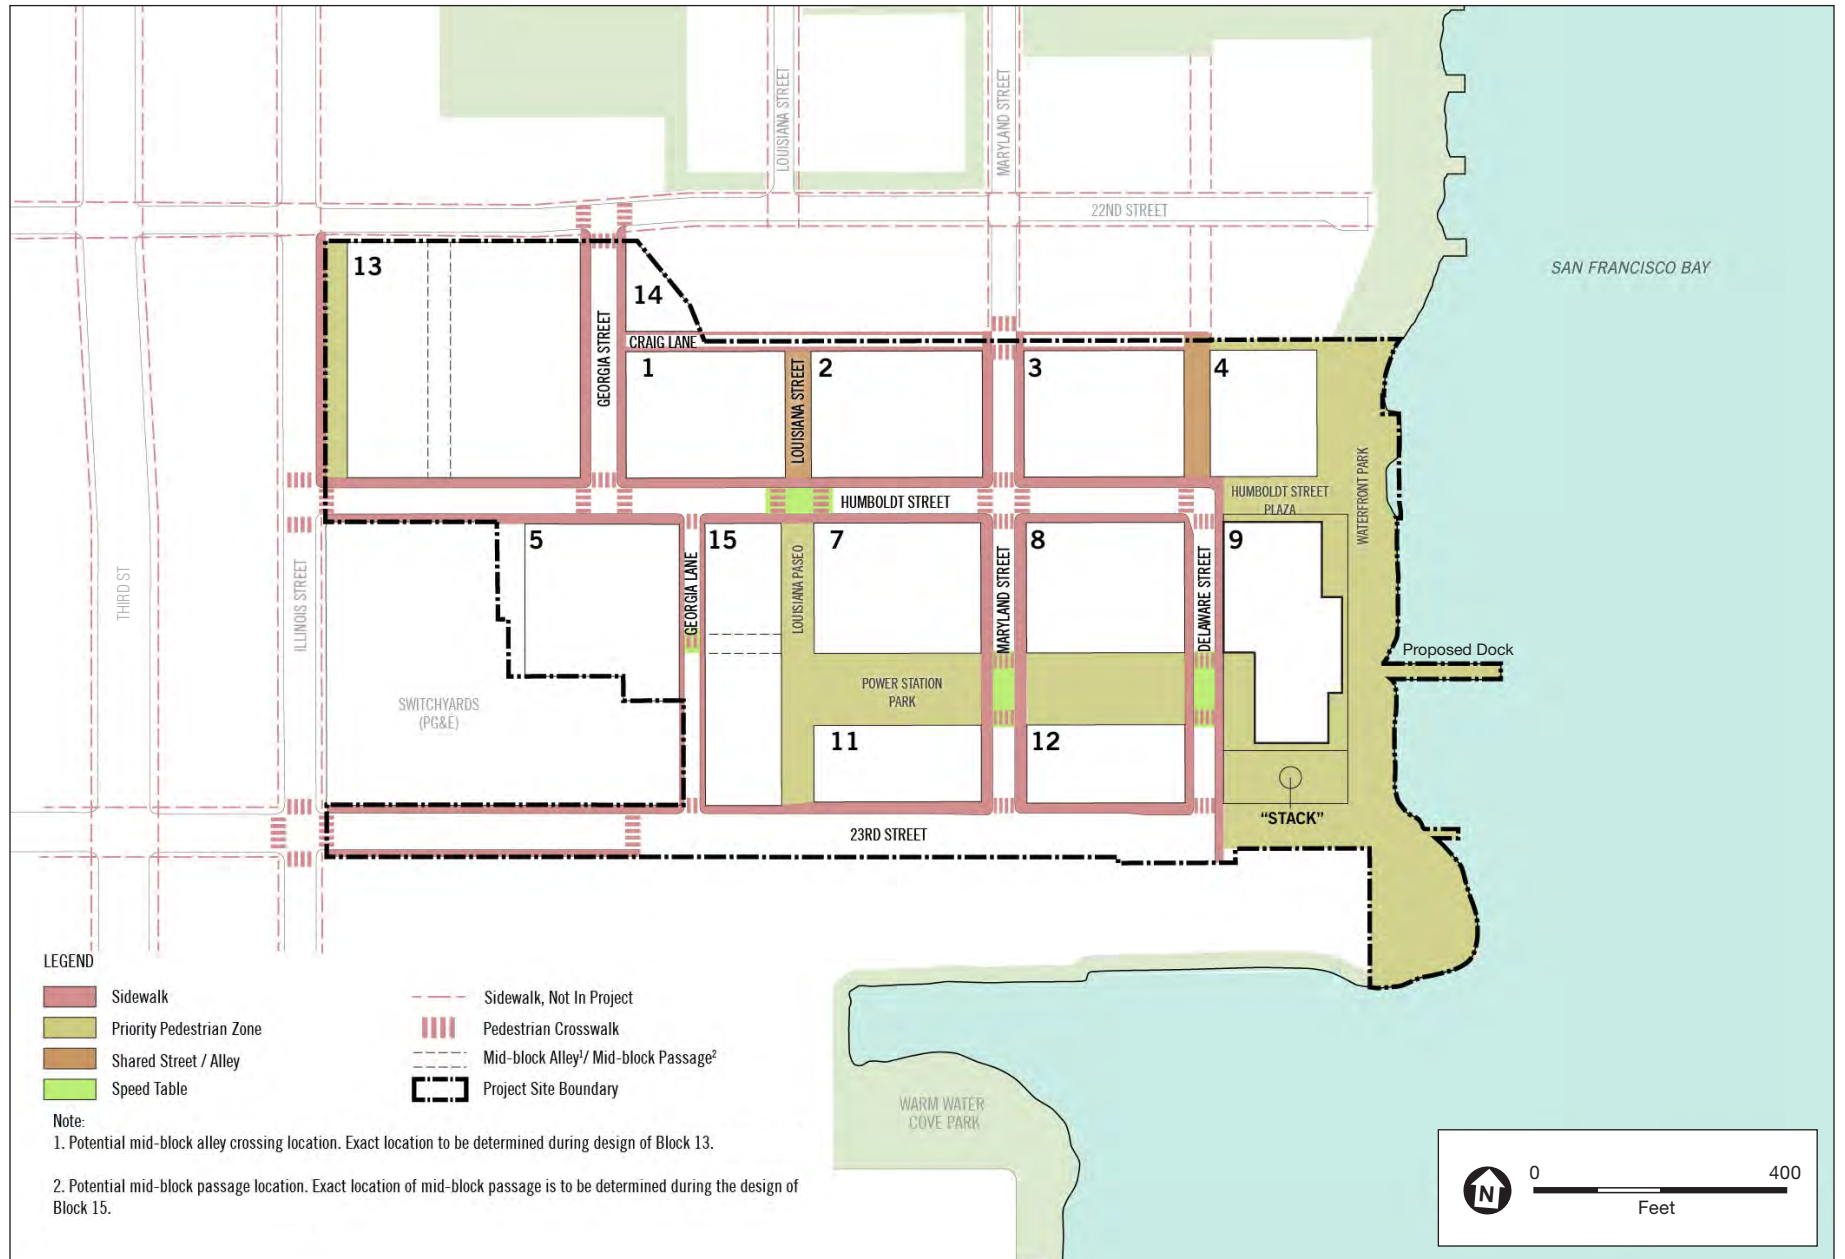 LOUISIANA STREET
MARYLAND STREET
22ND STREET
SAN FRANCISCO BAY
13
14
GEORGIA STREET
CRAIG LANE
1
LOUISIANA STREET
2
3
4
HUMBOLDT STREET
HUMBOLDT STREET
PLAZA
WATERFRONT PARK
THIRD ST
ILLINOIS STREET
5
GEORGIA LANE
15
LOUISIANA PASEO
7
MARYLAND STREET
8
DELAWARE STREET
9
Proposed Dock
SWITCHYARDS
(PG&E)
POWER STATION
PARK
11
12
"STACK"
23RD STREET
LEGEND
Sidewalk
Priority Pedestrian Zone
Shared Street / Alley
Speed Table
Sidewalk, Not In Project
Pedestrian Crosswalk
Mid-block Alley¹/ Mid-block Passage²
Project Site Boundary
Note:
1. Potential mid-block alley crossing location. Exact location to be determined during design of Block 13.
2. Potential mid-block passage location. Exact location of mid-block passage is to be determined during the design of
Block 15.
WARM WATER
COVE PARK
N
0 400
Feet